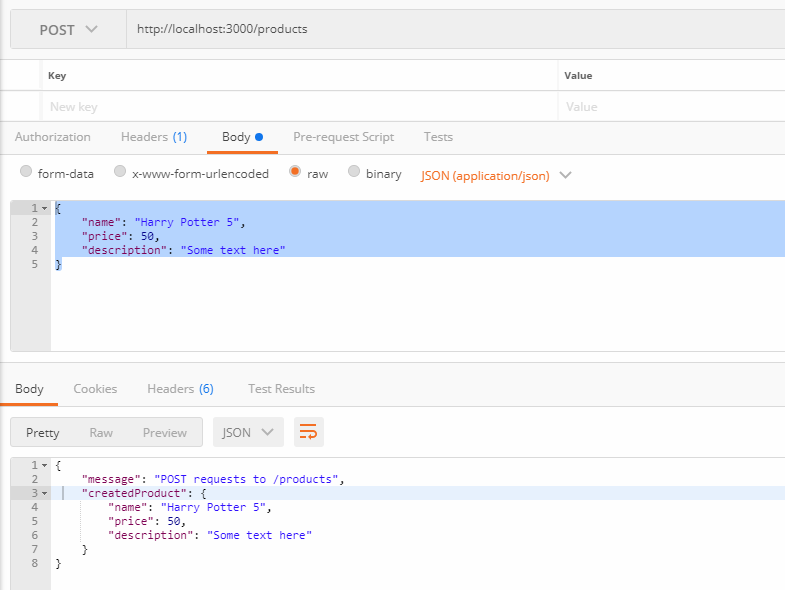 POST http://localhost:3000/products
Key Value
New key Value
Authorization Headers (1) Body Pre-request Script Tests
form-data x-www-form-urlencoded raw binary JSON (application/json)
1 {
2 "name": "Harry Potter 5",
3 "price": 50,
4 "description": "Some text here"
5 }
Body Cookies Headers (6) Test Results
Pretty Raw Preview JSON
1 {
2 "message": "POST requests to /products",
3 "createdProduct": {
4 "name": "Harry Potter 5",
5 "price": 50,
6 "description": "Some text here"
7 }
8 }